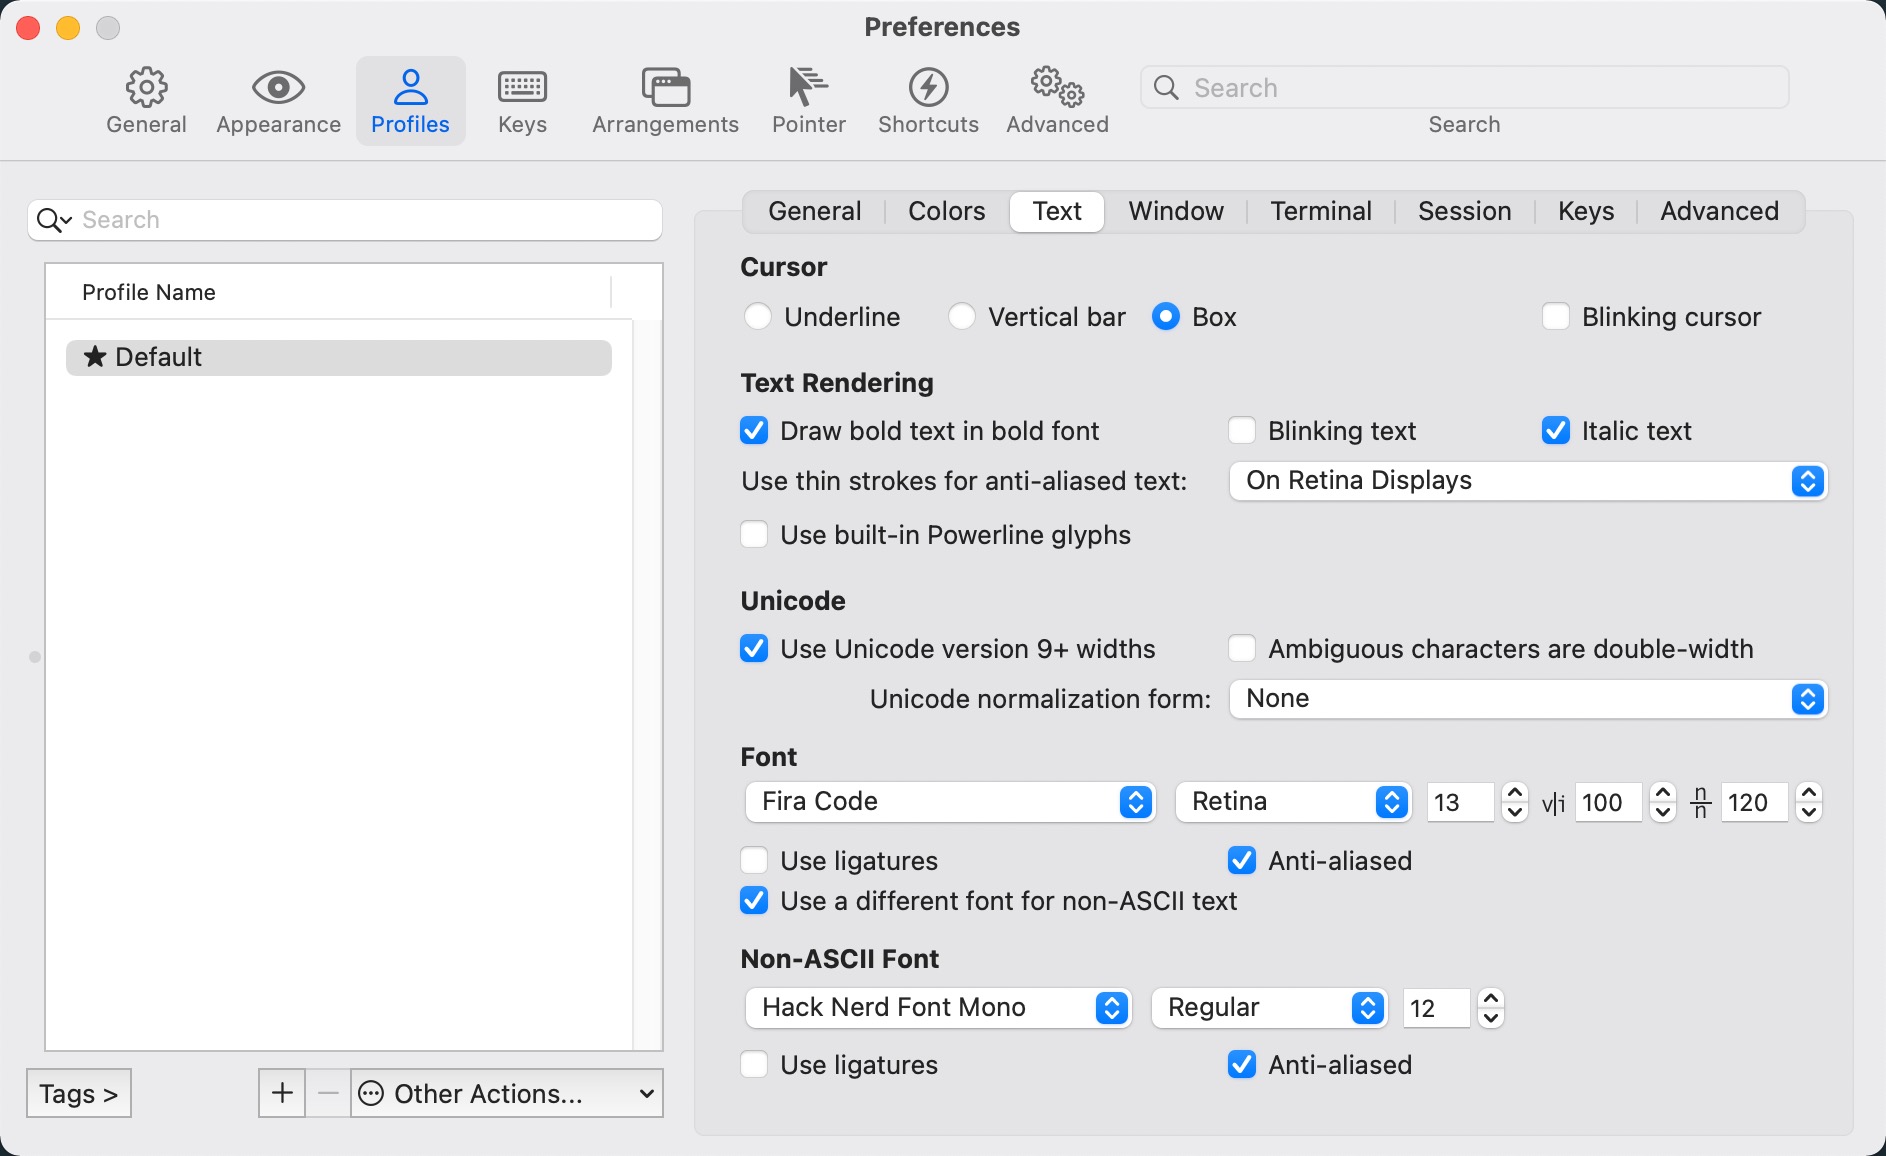 Preferences
General Appearance Profiles Keys Arrangements Pointer Shortcuts Advanced Search
Search
Search
Profile Name
Default
Tags >
+ − Other Actions...
General Colors Text Window Terminal Session Keys Advanced
Cursor
Underline Vertical bar Box Blinking cursor
Text Rendering
Draw bold text in bold font Blinking text Italic text
Use thin strokes for anti-aliased text: On Retina Displays
Use built-in Powerline glyphs
Unicode
Use Unicode version 9+ widths Ambiguous characters are double-width
Unicode normalization form: None
Font
Fira Code Retina 13 v|i 100 n/n 120
Use ligatures Anti-aliased
Use a different font for non-ASCII text
Non-ASCII Font
Hack Nerd Font Mono Regular 12
Use ligatures Anti-aliased